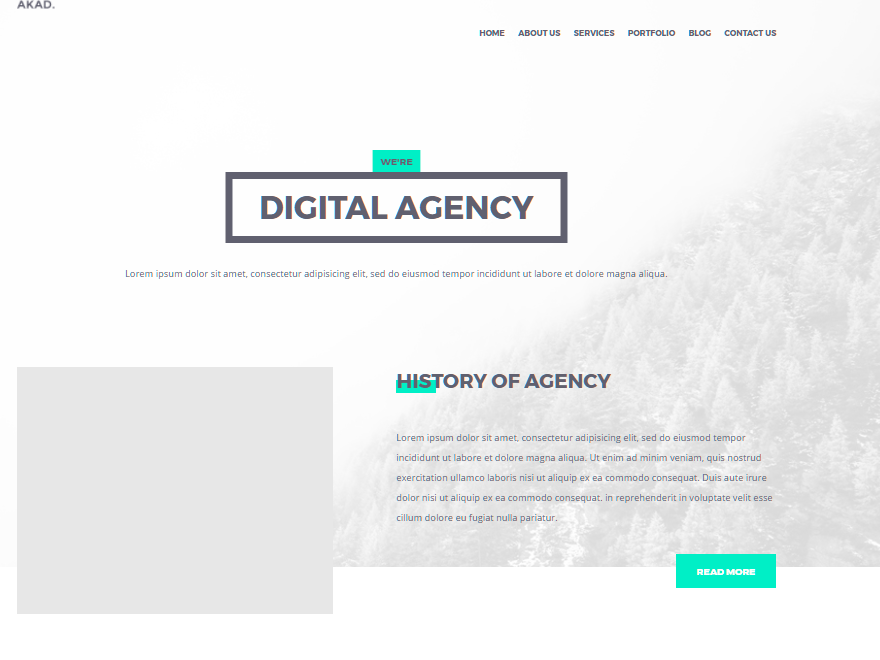 AKAD.
HOME ABOUT US SERVICES PORTFOLIO BLOG CONTACT US
WE'RE
DIGITAL AGENCY
Lorem ipsum dolor sit amet, consectetur adipisicing elit, sed do eiusmod tempor incididunt ut labore et dolore magna aliqua.
HISTORY OF AGENCY
Lorem ipsum dolor sit amet, consectetur adipisicing elit, sed do eiusmod tempor
incididunt ut labore et dolore magna aliqua. Ut enim ad minim veniam, quis nostrud
exercitation ullamco laboris nisi ut aliquip ex ea commodo consequat. Duis aute irure
dolor nisi ut aliquip ex ea commodo consequat. in reprehenderit in voluptate velit esse
cillum dolore eu fugiat nulla pariatur.
READ MORE